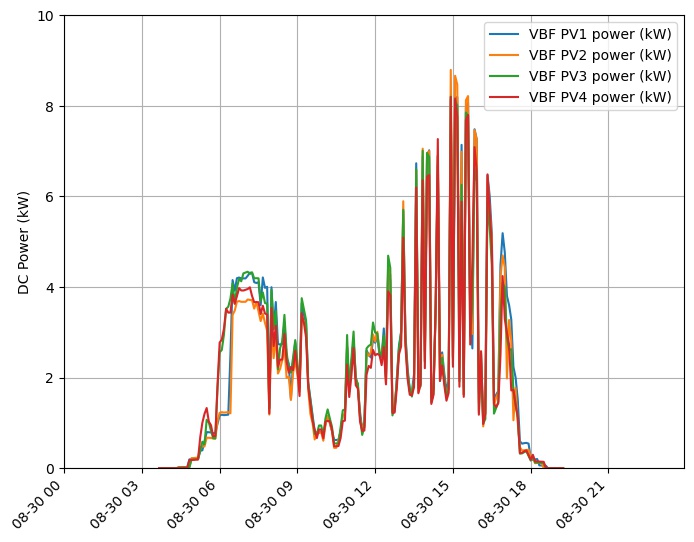 10
VBF PV1 power (kW)
VBF PV2 power (kW)
VBF PV3 power (kW)
VBF PV4 power (kW)
8
6
DC Power (kW)
4
2
0
08-30 00
08-30 03
08-30 06
08-30 09
08-30 12
08-30 15
08-30 18
08-30 21